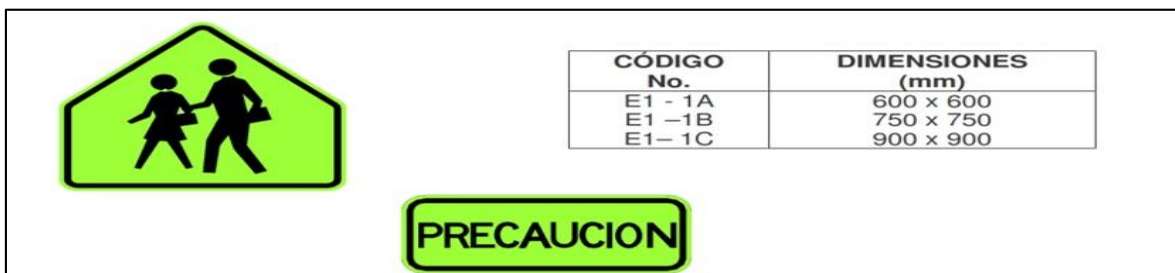 CÓDIGO No. DIMENSIONES (mm)
E1 - 1A 600 x 600
E1 –1B 750 x 750
E1– 1C 900 x 900
PRECAUCION